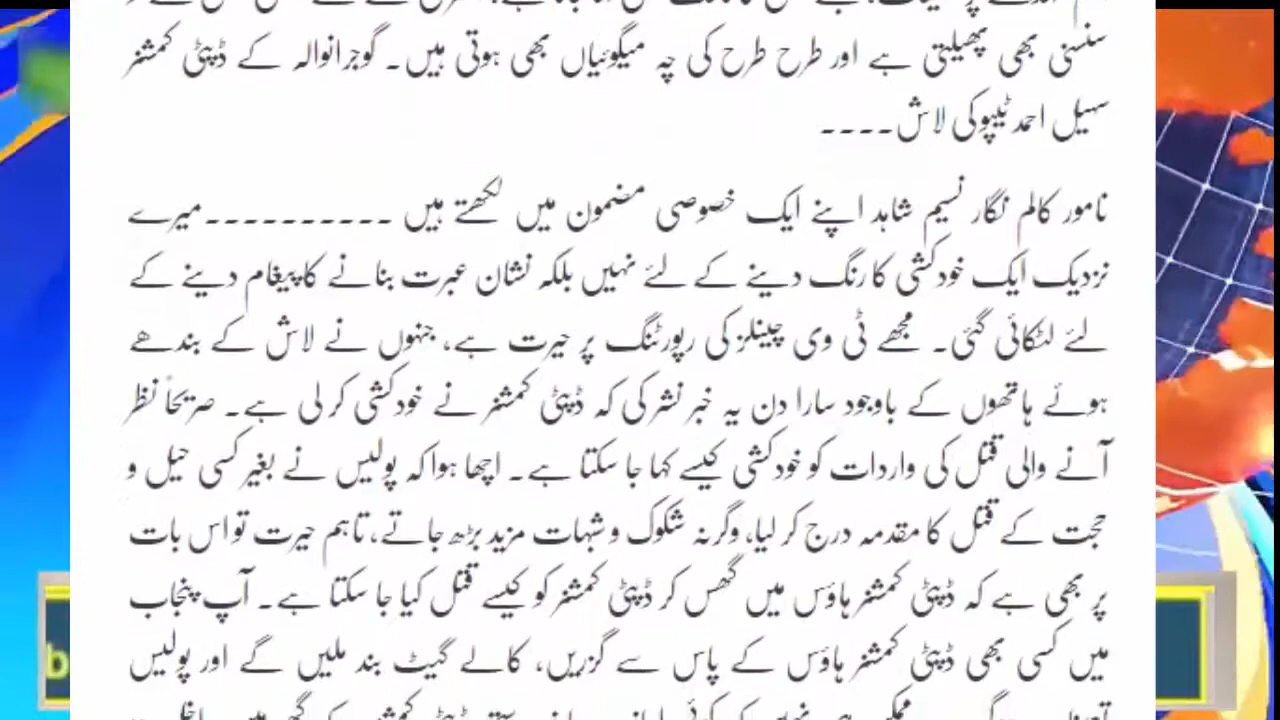 سنسنی بھی پھیلیتی ہے اور طرح طرح کی چہ میگوئیاں بھی ہوتی ہیں۔ گوجرانوالہ کے ڈپٹی کمشنر
سہیل احمد ٹیپوکی لاش۔۔۔۔
نامور کالم نگار نسیم شاہد اپنے ایک خصوصی مضمون میں لکھتے ہیں ۔۔۔۔۔۔۔۔۔۔میرے
نزدیک ایک خودکشی کا رنگ دینے کے لئے نہیں بلکہ نشان عبرت بنانے کا پیغام دینے کے
لئے لٹکائی گئی۔ مجھے ٹی وی چینلز کی رپورٹنگ پر حیرت ہے، جنہوں نے لاش کے بندھے
ہوئے ہاتھوں کے باوجود سارا دن یہ خبر نشر کی کہ ڈپٹی کمشنر نے خودکشی کر لی ہے۔ صریحاً نظر
آنے والی قتل کی واردات کو خودکشی کیسے کہا جا سکتا ہے۔ اچھا ہوا کہ پولیس نے بغیر کسی حیل و
حجت کے قتل کا مقدمہ درج کر لیا، وگرنہ شکوک و شبہات مزید بڑھ جاتے، تاہم حیرت تو اس بات
پر بھی ہے کہ ڈپٹی کمشنر ہاؤس میں گھس کر ڈپٹی کمشنر کو کیسے قتل کیا جا سکتا ہے۔ آپ پنجاب
میں کسی بھی ڈپٹی کمشنر ہاؤس کے پاس سے گزریں، کالے گیٹ بند ملیں گے اور پولیس
b